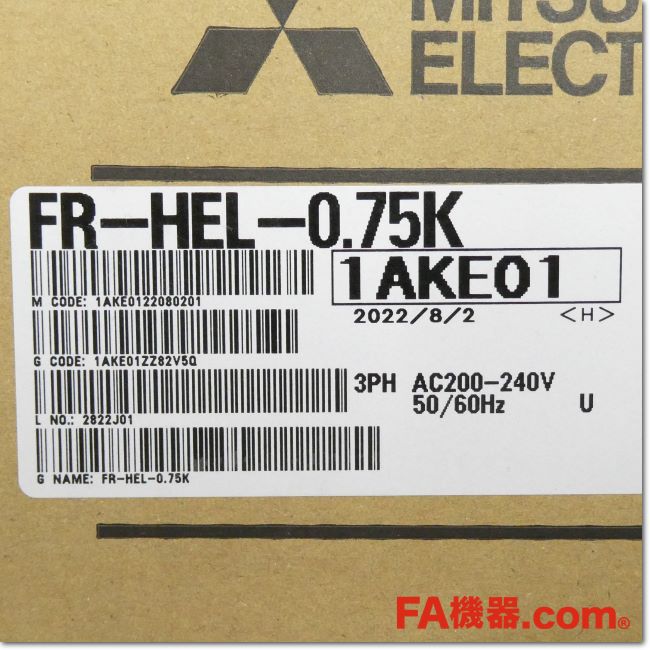 ELECT
FR-HEL-0.75K
1AKE01
M CODE: 1AKE0122080201
2022/8/2 <H>
G CODE: 1AKE01ZZ82V5Q
3PH AC200-240V
50/60Hz U
L NO.: 2822J01
G NAME: FR-HEL-0.75K
FA機器.com®